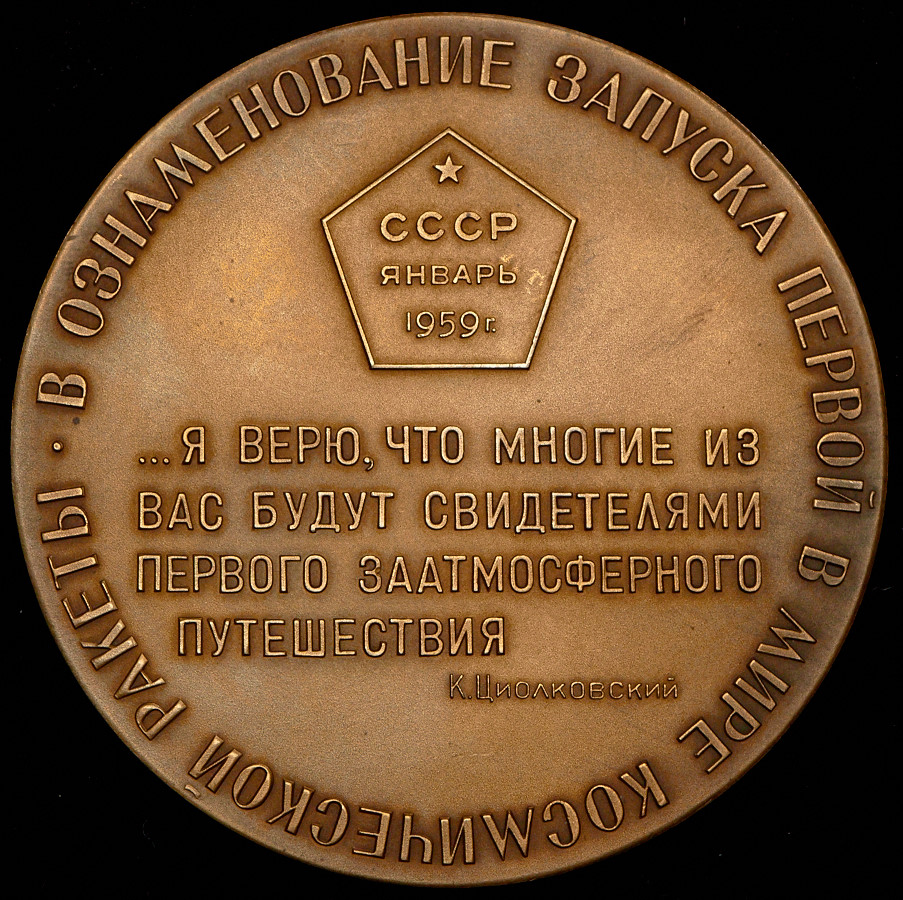 В ОЗНАМЕНОВАНИЕ ЗАПУСКА ПЕРВОЙ В МИРЕ КОСМИЧЕСКОЙ РАКЕТЫ ·
СССР
ЯНВАРЬ
1959 г.
...Я ВЕРЮ, ЧТО МНОГИЕ ИЗ
ВАС БУДУТ СВИДЕТЕЛЯМИ
ПЕРВОГО ЗААТМОСФЕРНОГО
ПУТЕШЕСТВИЯ
К. Циолковский